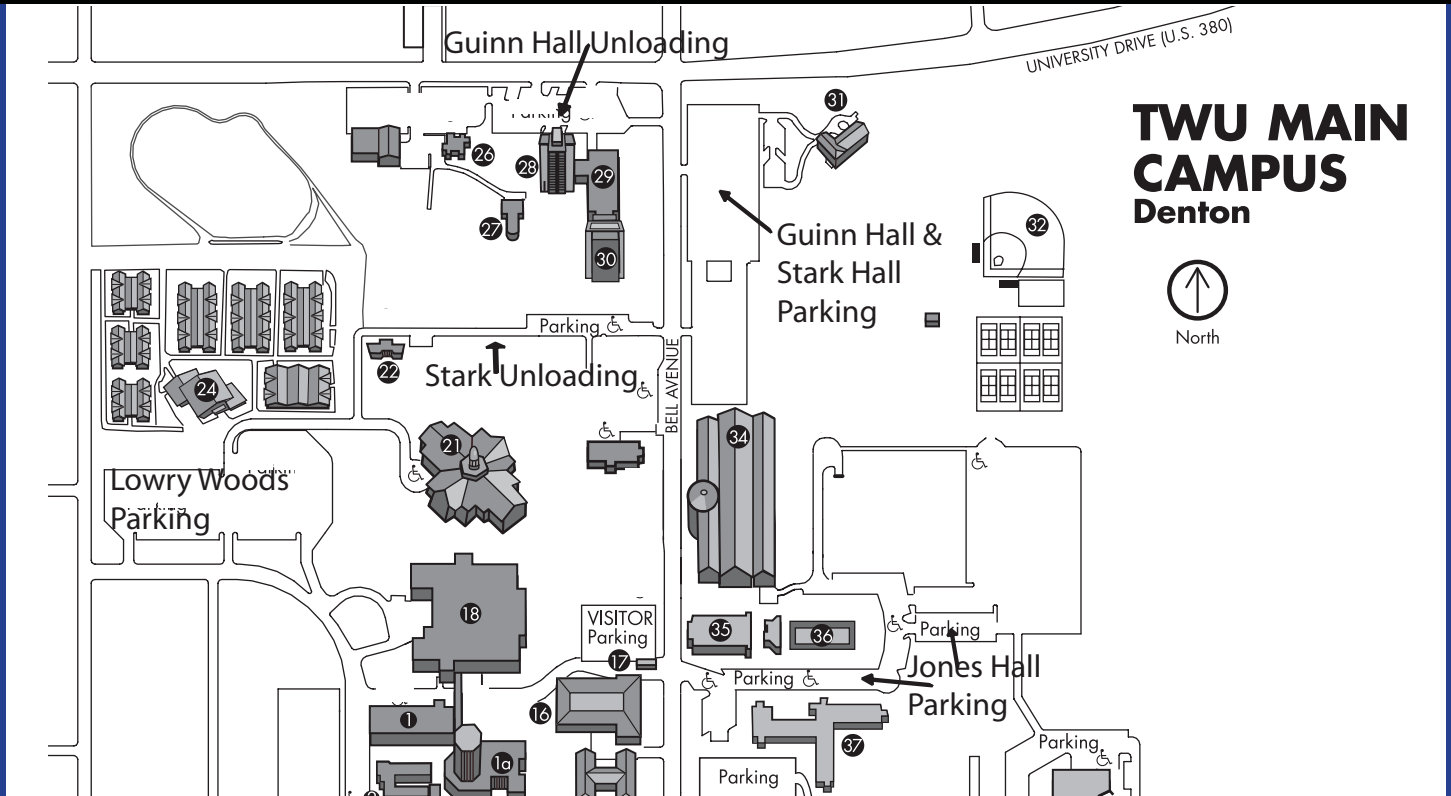 Guinn Hall Unloading
UNIVERSITY DRIVE (U.S. 380)
TWU MAIN
CAMPUS
Denton
North
31
26
28
29
27
30
32
Guinn Hall &
Stark Hall
Parking
Parking
22
Stark Unloading
BELL AVENUE
24
21
34
Lowry Woods
Parking
18
VISITOR
Parking
17
35
36
Parking
Parking
Jones Hall
Parking
16
1
37
1a
Parking
Parking